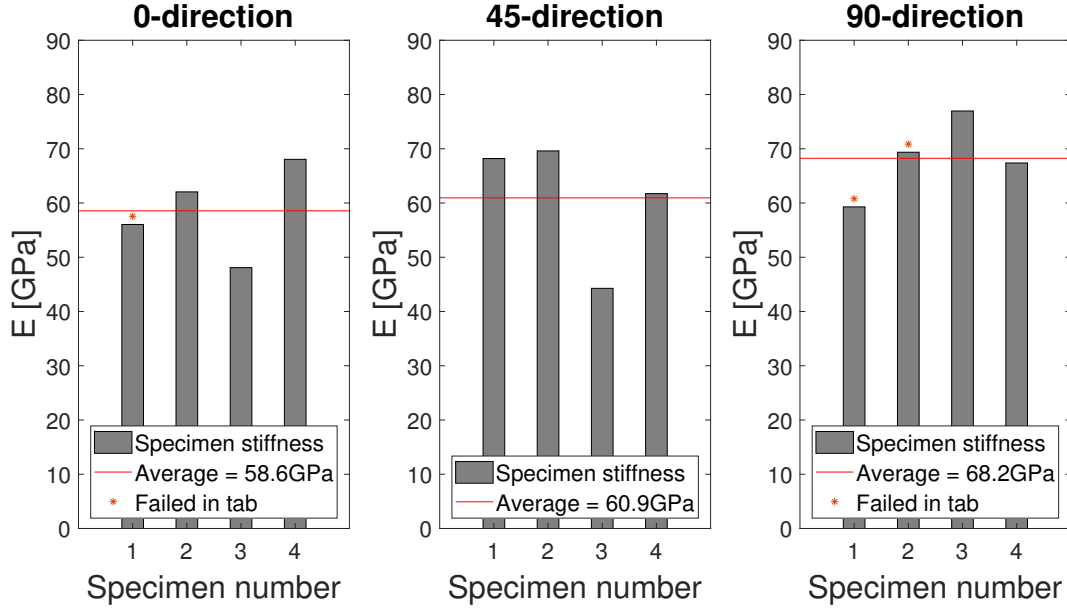 0-direction
90
80
70
60
50
40
30
20
10
0
E [GPa]
Specimen stiffness
Average = 58.6GPa
Failed in tab
1 2 3 4
Specimen number
45-direction
90
80
70
60
50
40
30
20
10
0
E [GPa]
Specimen stiffness
Average = 60.9GPa
1 2 3 4
Specimen number
90-direction
90
80
70
60
50
40
30
20
10
0
E [GPa]
Specimen stiffness
Average = 68.2GPa
Failed in tab
1 2 3 4
Specimen number